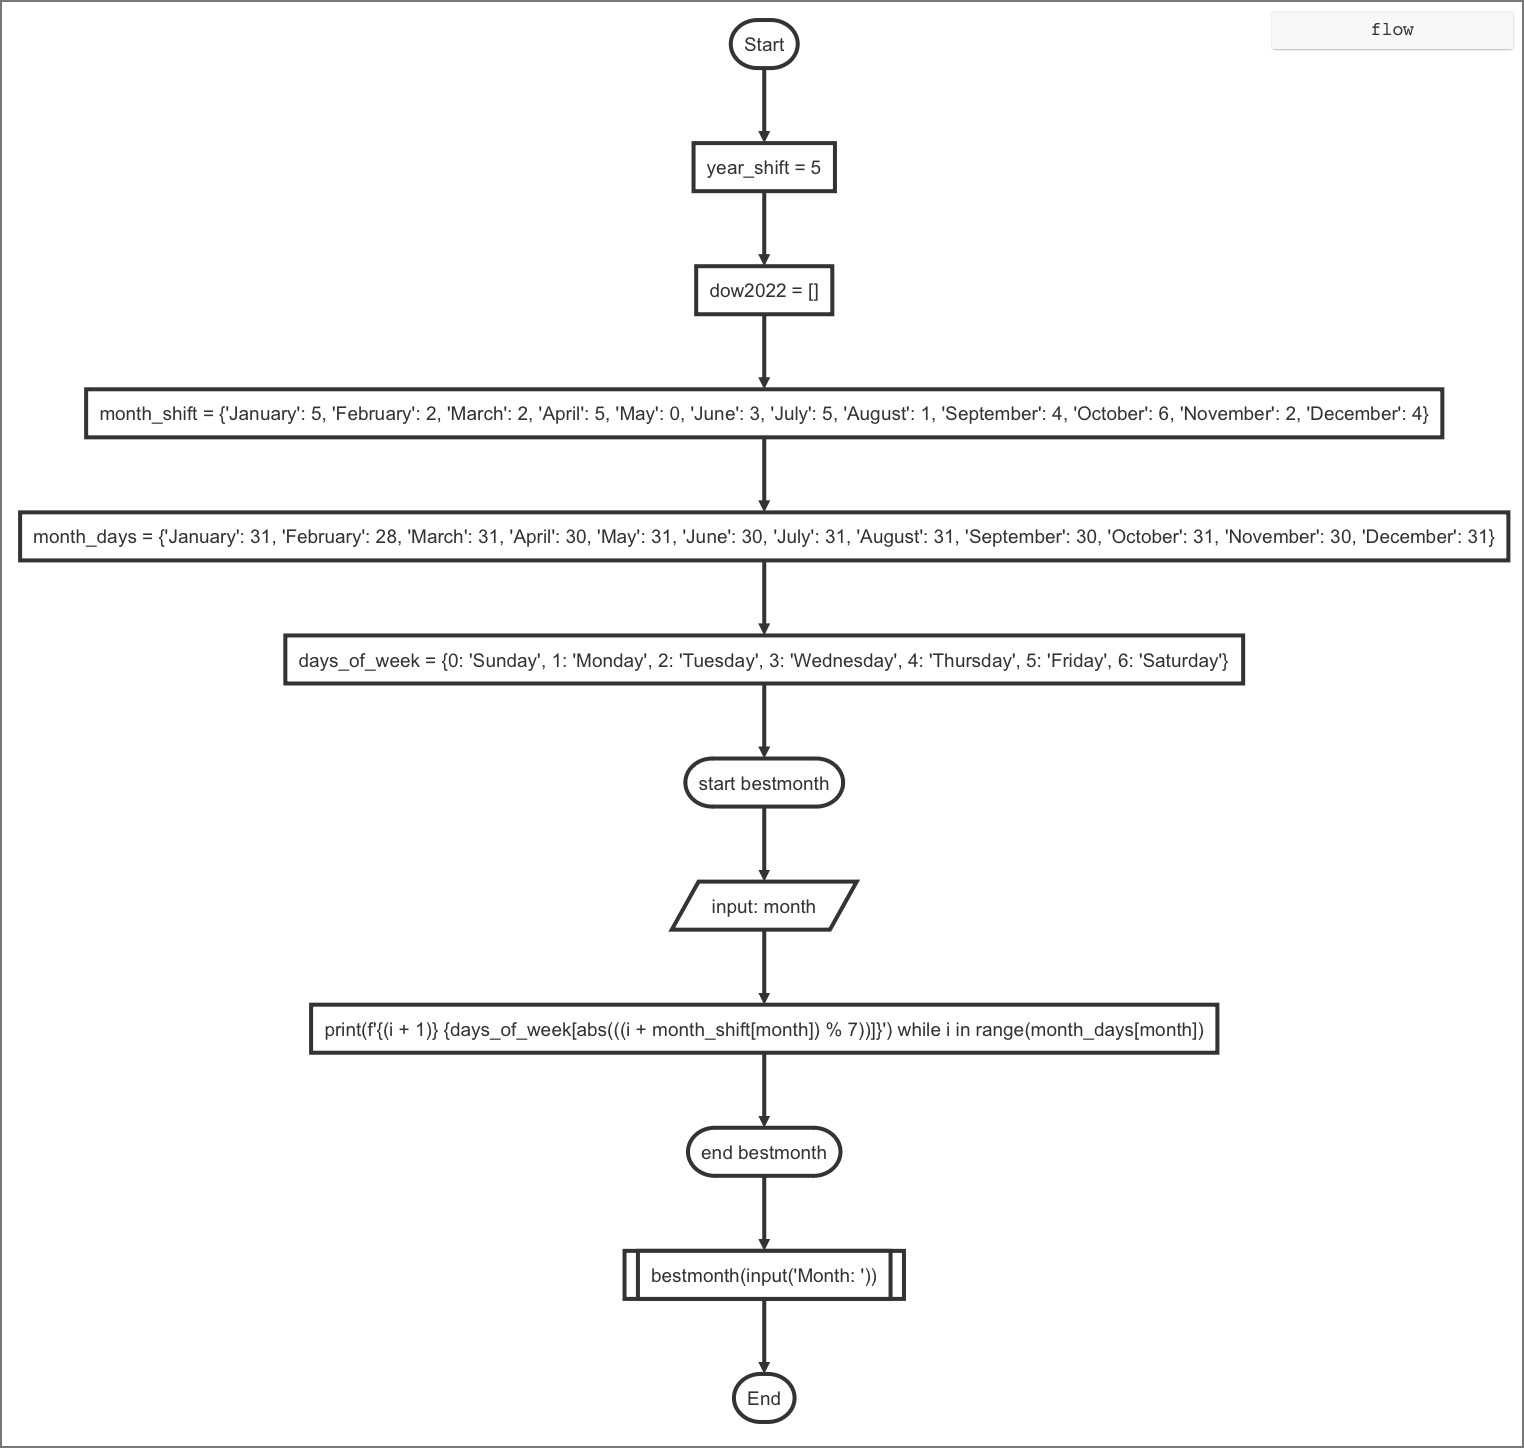 flow
Start
year_shift = 5
dow2022 = []
month_shift = {'January': 5, 'February': 2, 'March': 2, 'April': 5, 'May': 0, 'June': 3, 'July': 5, 'August': 1, 'September': 4, 'October': 6, 'November': 2, 'December': 4}
month_days = {'January': 31, 'February': 28, 'March': 31, 'April': 30, 'May': 31, 'June': 30, 'July': 31, 'August': 31, 'September': 30, 'October': 31, 'November': 30, 'December': 31}
days_of_week = {0: 'Sunday', 1: 'Monday', 2: 'Tuesday', 3: 'Wednesday', 4: 'Thursday', 5: 'Friday', 6: 'Saturday'}
start bestmonth
input: month
print(f'{(i + 1)} {days_of_week[abs(((i + month_shift[month]) % 7))]}') while i in range(month_days[month])
end bestmonth
bestmonth(input('Month: '))
End